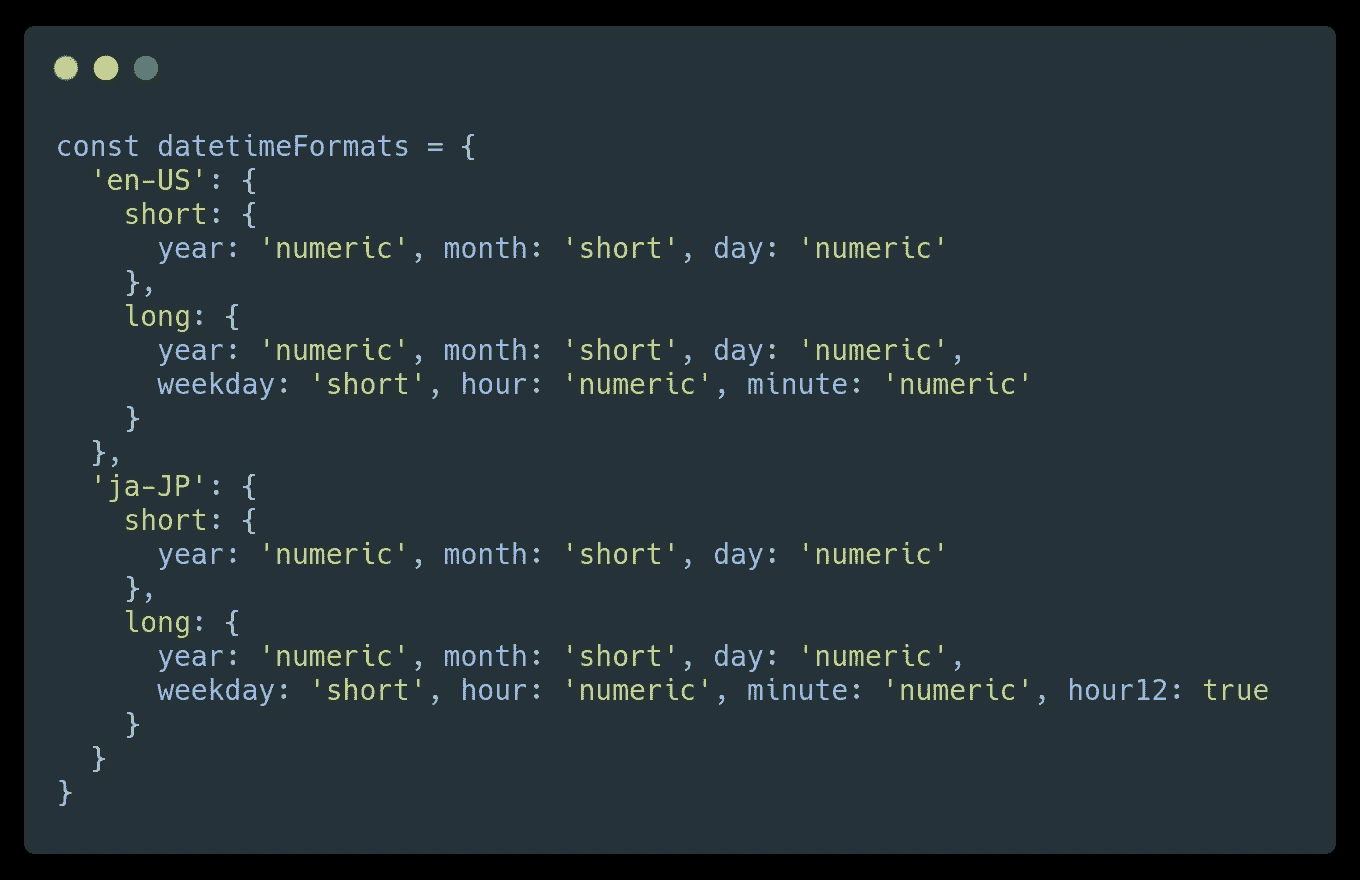 const datetimeFormats = {
  'en-US': {
    short: {
      year: 'numeric', month: 'short', day: 'numeric'
    },
    long: {
      year: 'numeric', month: 'short', day: 'numeric',
      weekday: 'short', hour: 'numeric', minute: 'numeric'
    }
  },
  'ja-JP': {
    short: {
      year: 'numeric', month: 'short', day: 'numeric'
    },
    long: {
      year: 'numeric', month: 'short', day: 'numeric',
      weekday: 'short', hour: 'numeric', minute: 'numeric', hour12: true
    }
  }
}